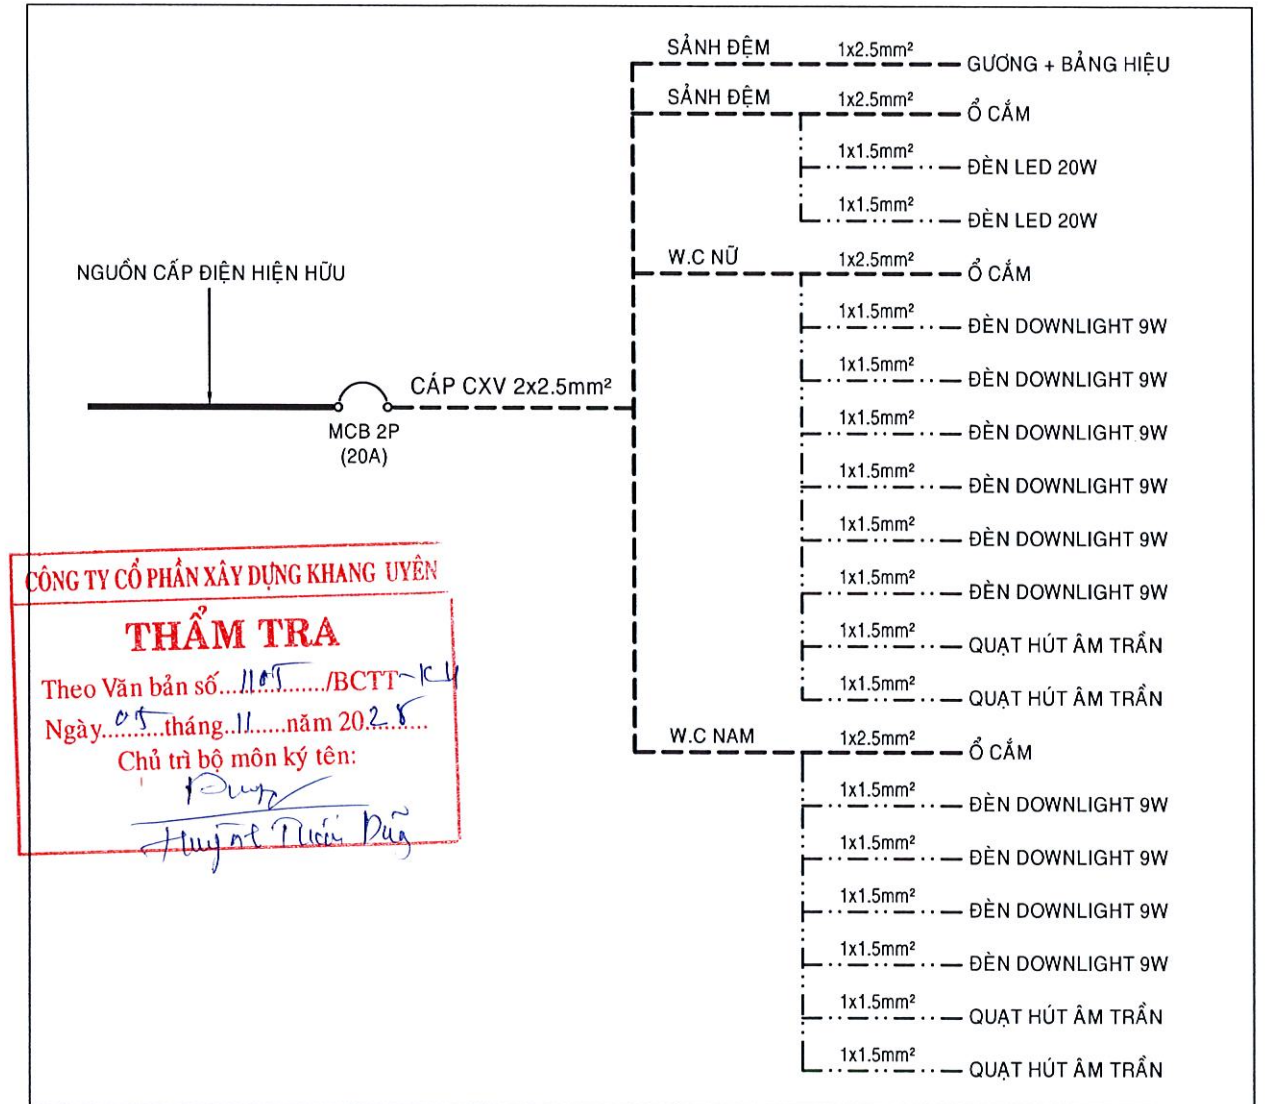 SẢNH ĐỆM 1x2.5mm² GƯƠNG + BẢNG HIỆU
SẢNH ĐỆM 1x2.5mm² Ổ CẮM
1x1.5mm² ĐÈN LED 20W
1x1.5mm² ĐÈN LED 20W
W.C NỮ 1x2.5mm² Ổ CẮM
1x1.5mm² ĐÈN DOWNLIGHT 9W
1x1.5mm² ĐÈN DOWNLIGHT 9W
1x1.5mm² ĐÈN DOWNLIGHT 9W
1x1.5mm² ĐÈN DOWNLIGHT 9W
1x1.5mm² ĐÈN DOWNLIGHT 9W
1x1.5mm² ĐÈN DOWNLIGHT 9W
1x1.5mm² QUẠT HÚT ÂM TRẦN
1x1.5mm² QUẠT HÚT ÂM TRẦN
W.C NAM 1x2.5mm² Ổ CẮM
1x1.5mm² ĐÈN DOWNLIGHT 9W
1x1.5mm² ĐÈN DOWNLIGHT 9W
1x1.5mm² ĐÈN DOWNLIGHT 9W
1x1.5mm² ĐÈN DOWNLIGHT 9W
1x1.5mm² QUẠT HÚT ÂM TRẦN
1x1.5mm² QUẠT HÚT ÂM TRẦN
NGUỒN CẤP ĐIỆN HIỆN HỮU
CÁP CXV 2x2.5mm²
MCB 2P
(20A)
CÔNG TY CỔ PHẦN XÂY DỰNG KHANG UYÊN
THẨM TRA
Theo Văn bản số...1105.../BCTT-KU
Ngày...05...tháng..11...năm 20...
Chủ trì bộ môn ký tên:
Huỳnh